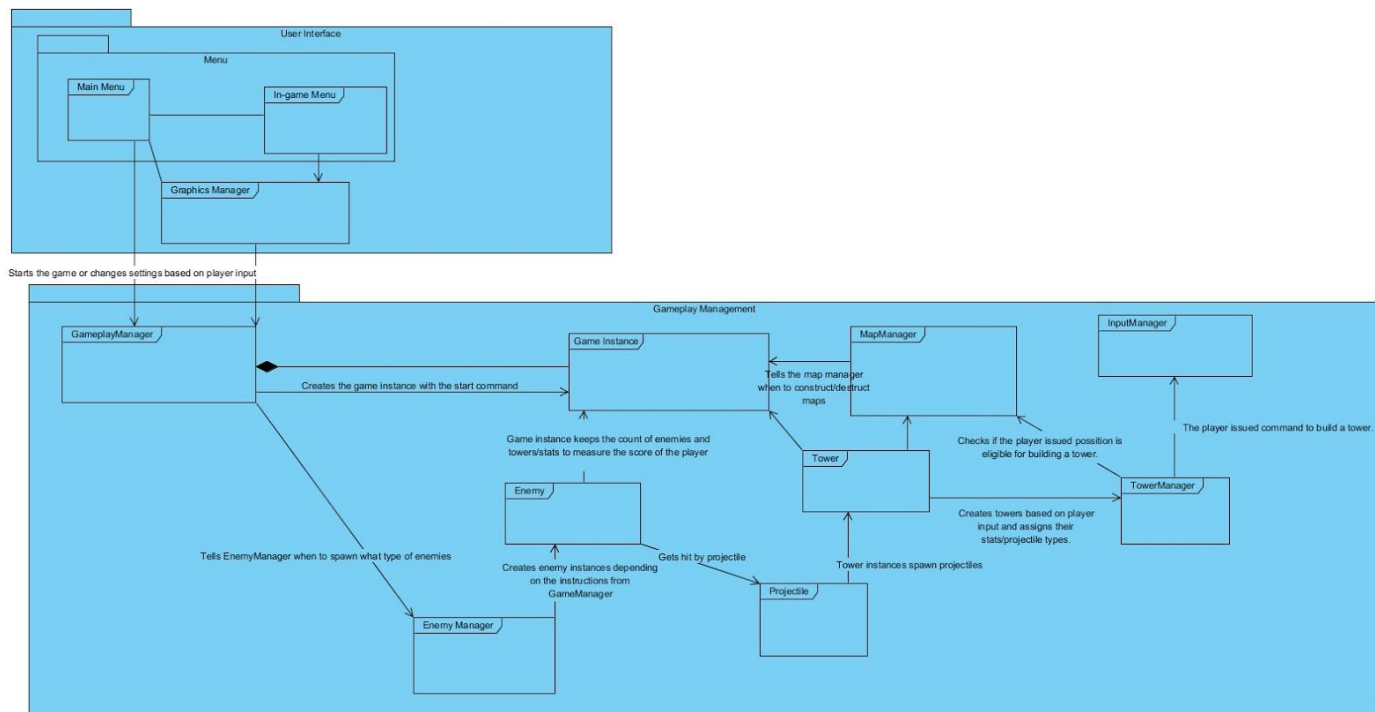 User Interface
Menu
Main Menu
In-game Menu
Graphics Manager
Starts the game or changes settings based on player input
Gameplay Management
GameplayManager
Game Instance
MapManager
InputManager
Tells the map manager
when to construct/destruct
maps
Creates the game instance with the start command
Game instance keeps the count of enemies and
towers/stats to measure the score of the player
Checks if the player issued possition is
eligible for building a tower.
The player issued command to build a tower.
Tower
TowerManager
Enemy
Creates towers based on player
input and assigns their
stats/projectile types.
Tells EnemyManager when to spawn what type of enemies
Gets hit by projectile
Tower instances spawn projectiles
Creates enemy instances depending
on the instructions from
GameManager
Projectile
Enemy Manager